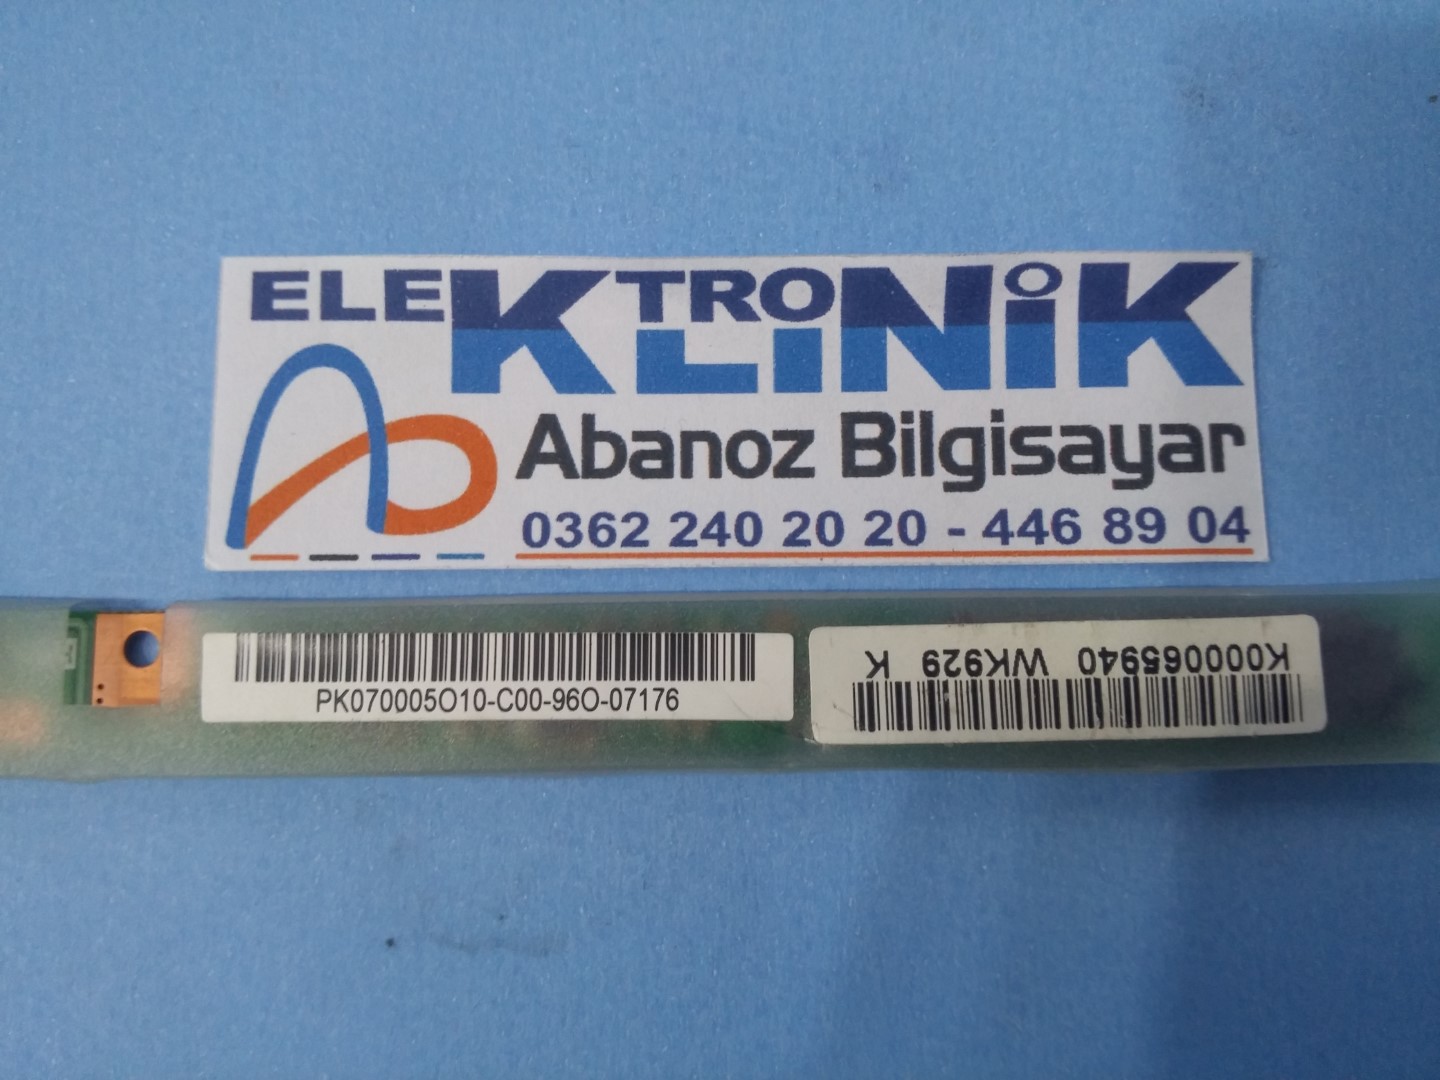 ELEKTRONİK
KLİNİK
Abanoz Bilgisayar
0362 240 20 20 - 446 89 04
PK070005O10-C00-96O-07176
K000065940 WK929 K